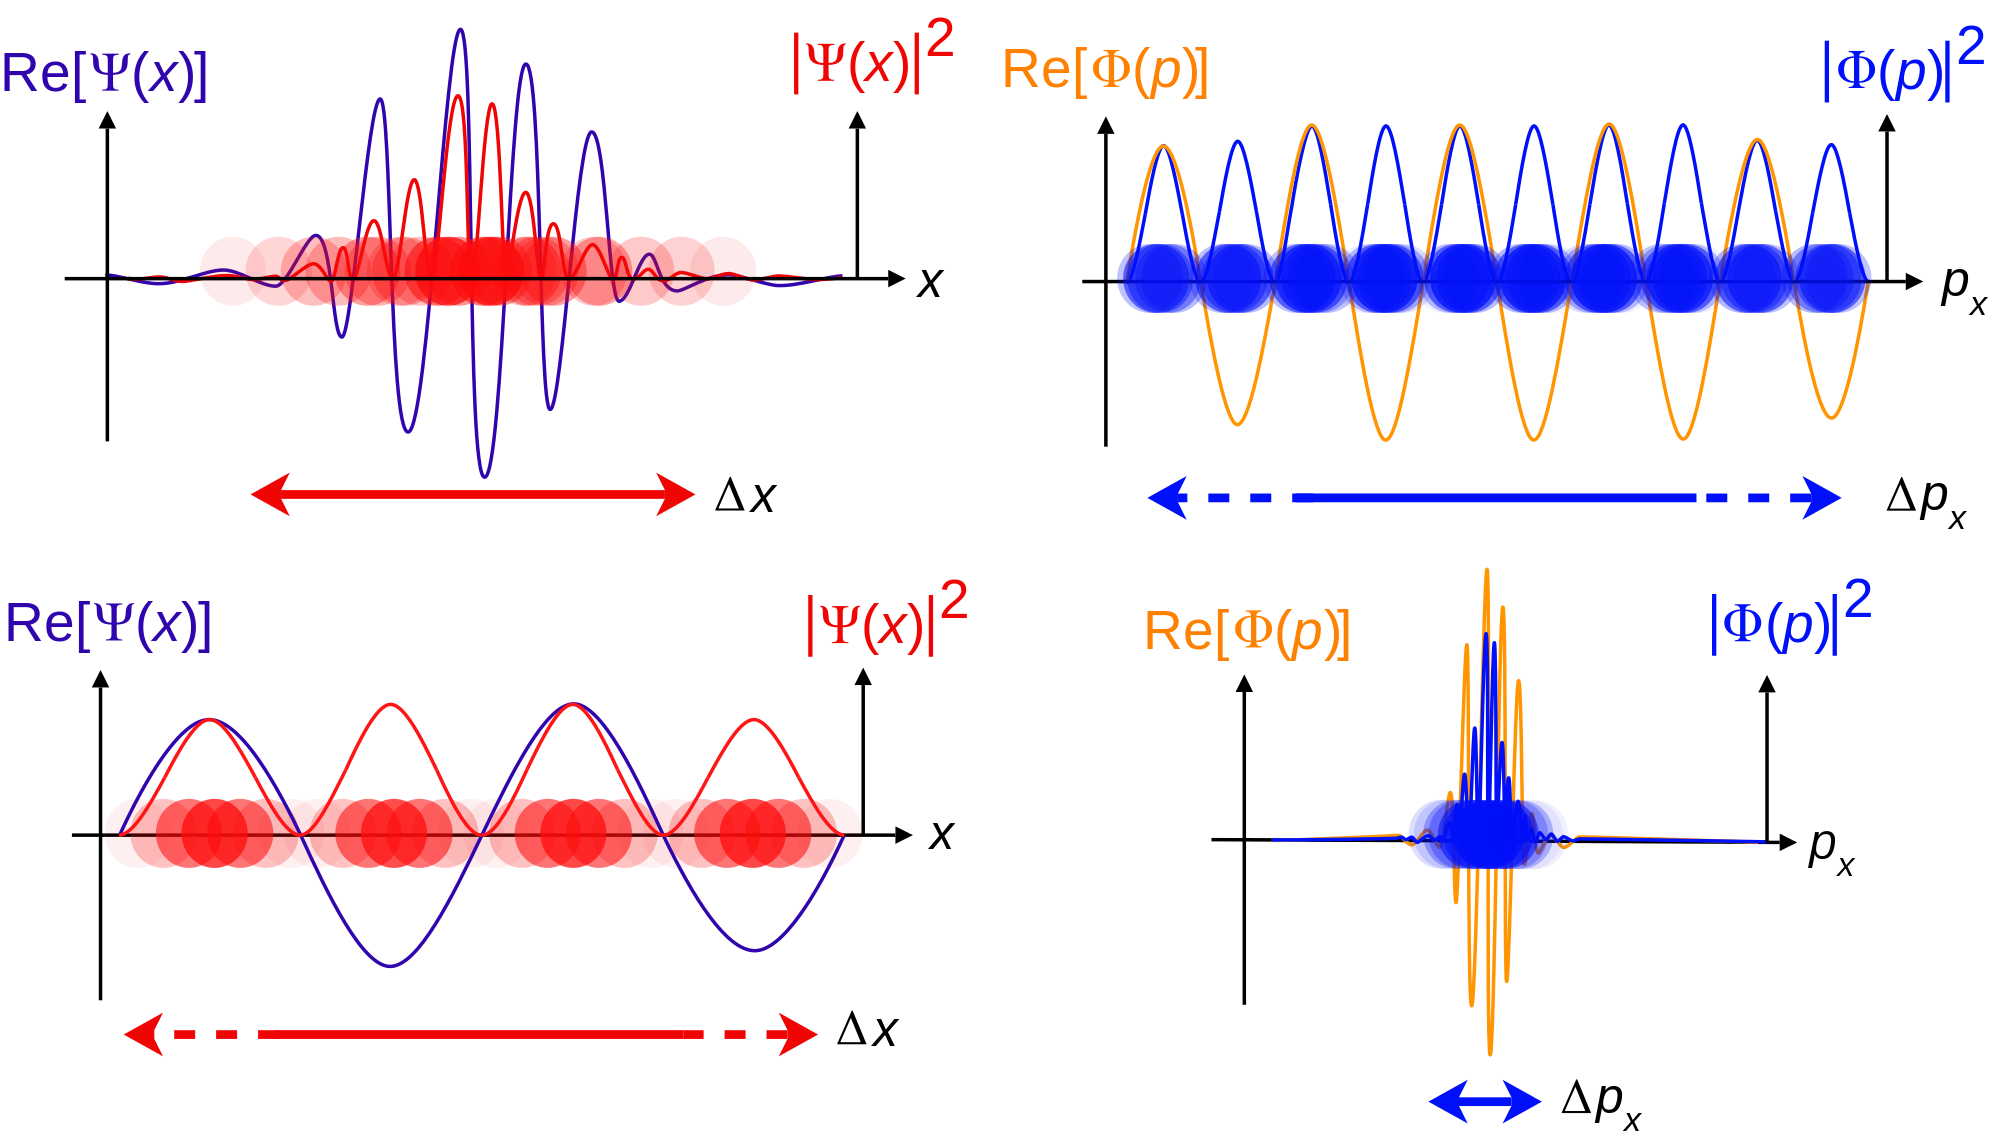 Re[Ψ(x)]
|Ψ(x)|²
x
Δx
Re[Φ(p)]
|Φ(p)|²
pₓ
Δpₓ
Re[Ψ(x)]
|Ψ(x)|²
x
Δx
Re[Φ(p)]
|Φ(p)|²
pₓ
Δpₓ